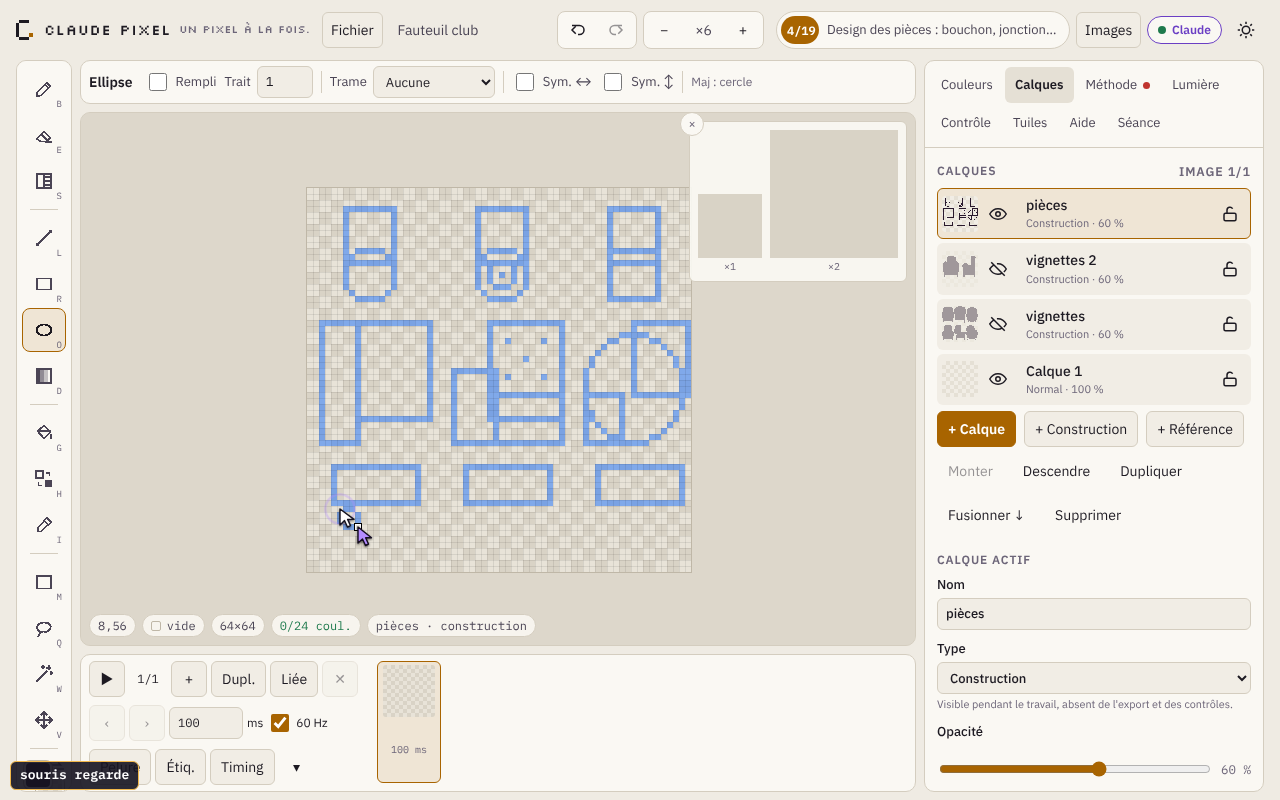 CLAUDE PIXEL UN PIXEL À LA FOIS. Fichier Fauteuil club − ×6 + 4/19 Design des pièces : bouchon, jonction… Images Claude
Ellipse Rempli Trait 1 Trame Aucune Sym. ↔ Sym. ↕ Maj : cercle
B
E
S
L
R
O
D
G
H
I
M
Q
W
V
×
×1 ×2
8,56 vide 64×64 0/24 coul. pièces · construction
1/1 + Dupl. Liée ×
‹ › 100 ms 60 Hz
Étiq. Timing ▼
100 ms
souris regarde
Couleurs Calques Méthode Lumière
Contrôle Tuiles Aide Séance
CALQUES IMAGE 1/1
pièces
Construction · 60 %
vignettes 2
Construction · 60 %
vignettes
Construction · 60 %
Calque 1
Normal · 100 %
+ Calque + Construction + Référence
Monter Descendre Dupliquer
Fusionner ↓ Supprimer
CALQUE ACTIF
Nom
pièces
Type
Construction
Visible pendant le travail, absent de l'export et des contrôles.
Opacité
60 %